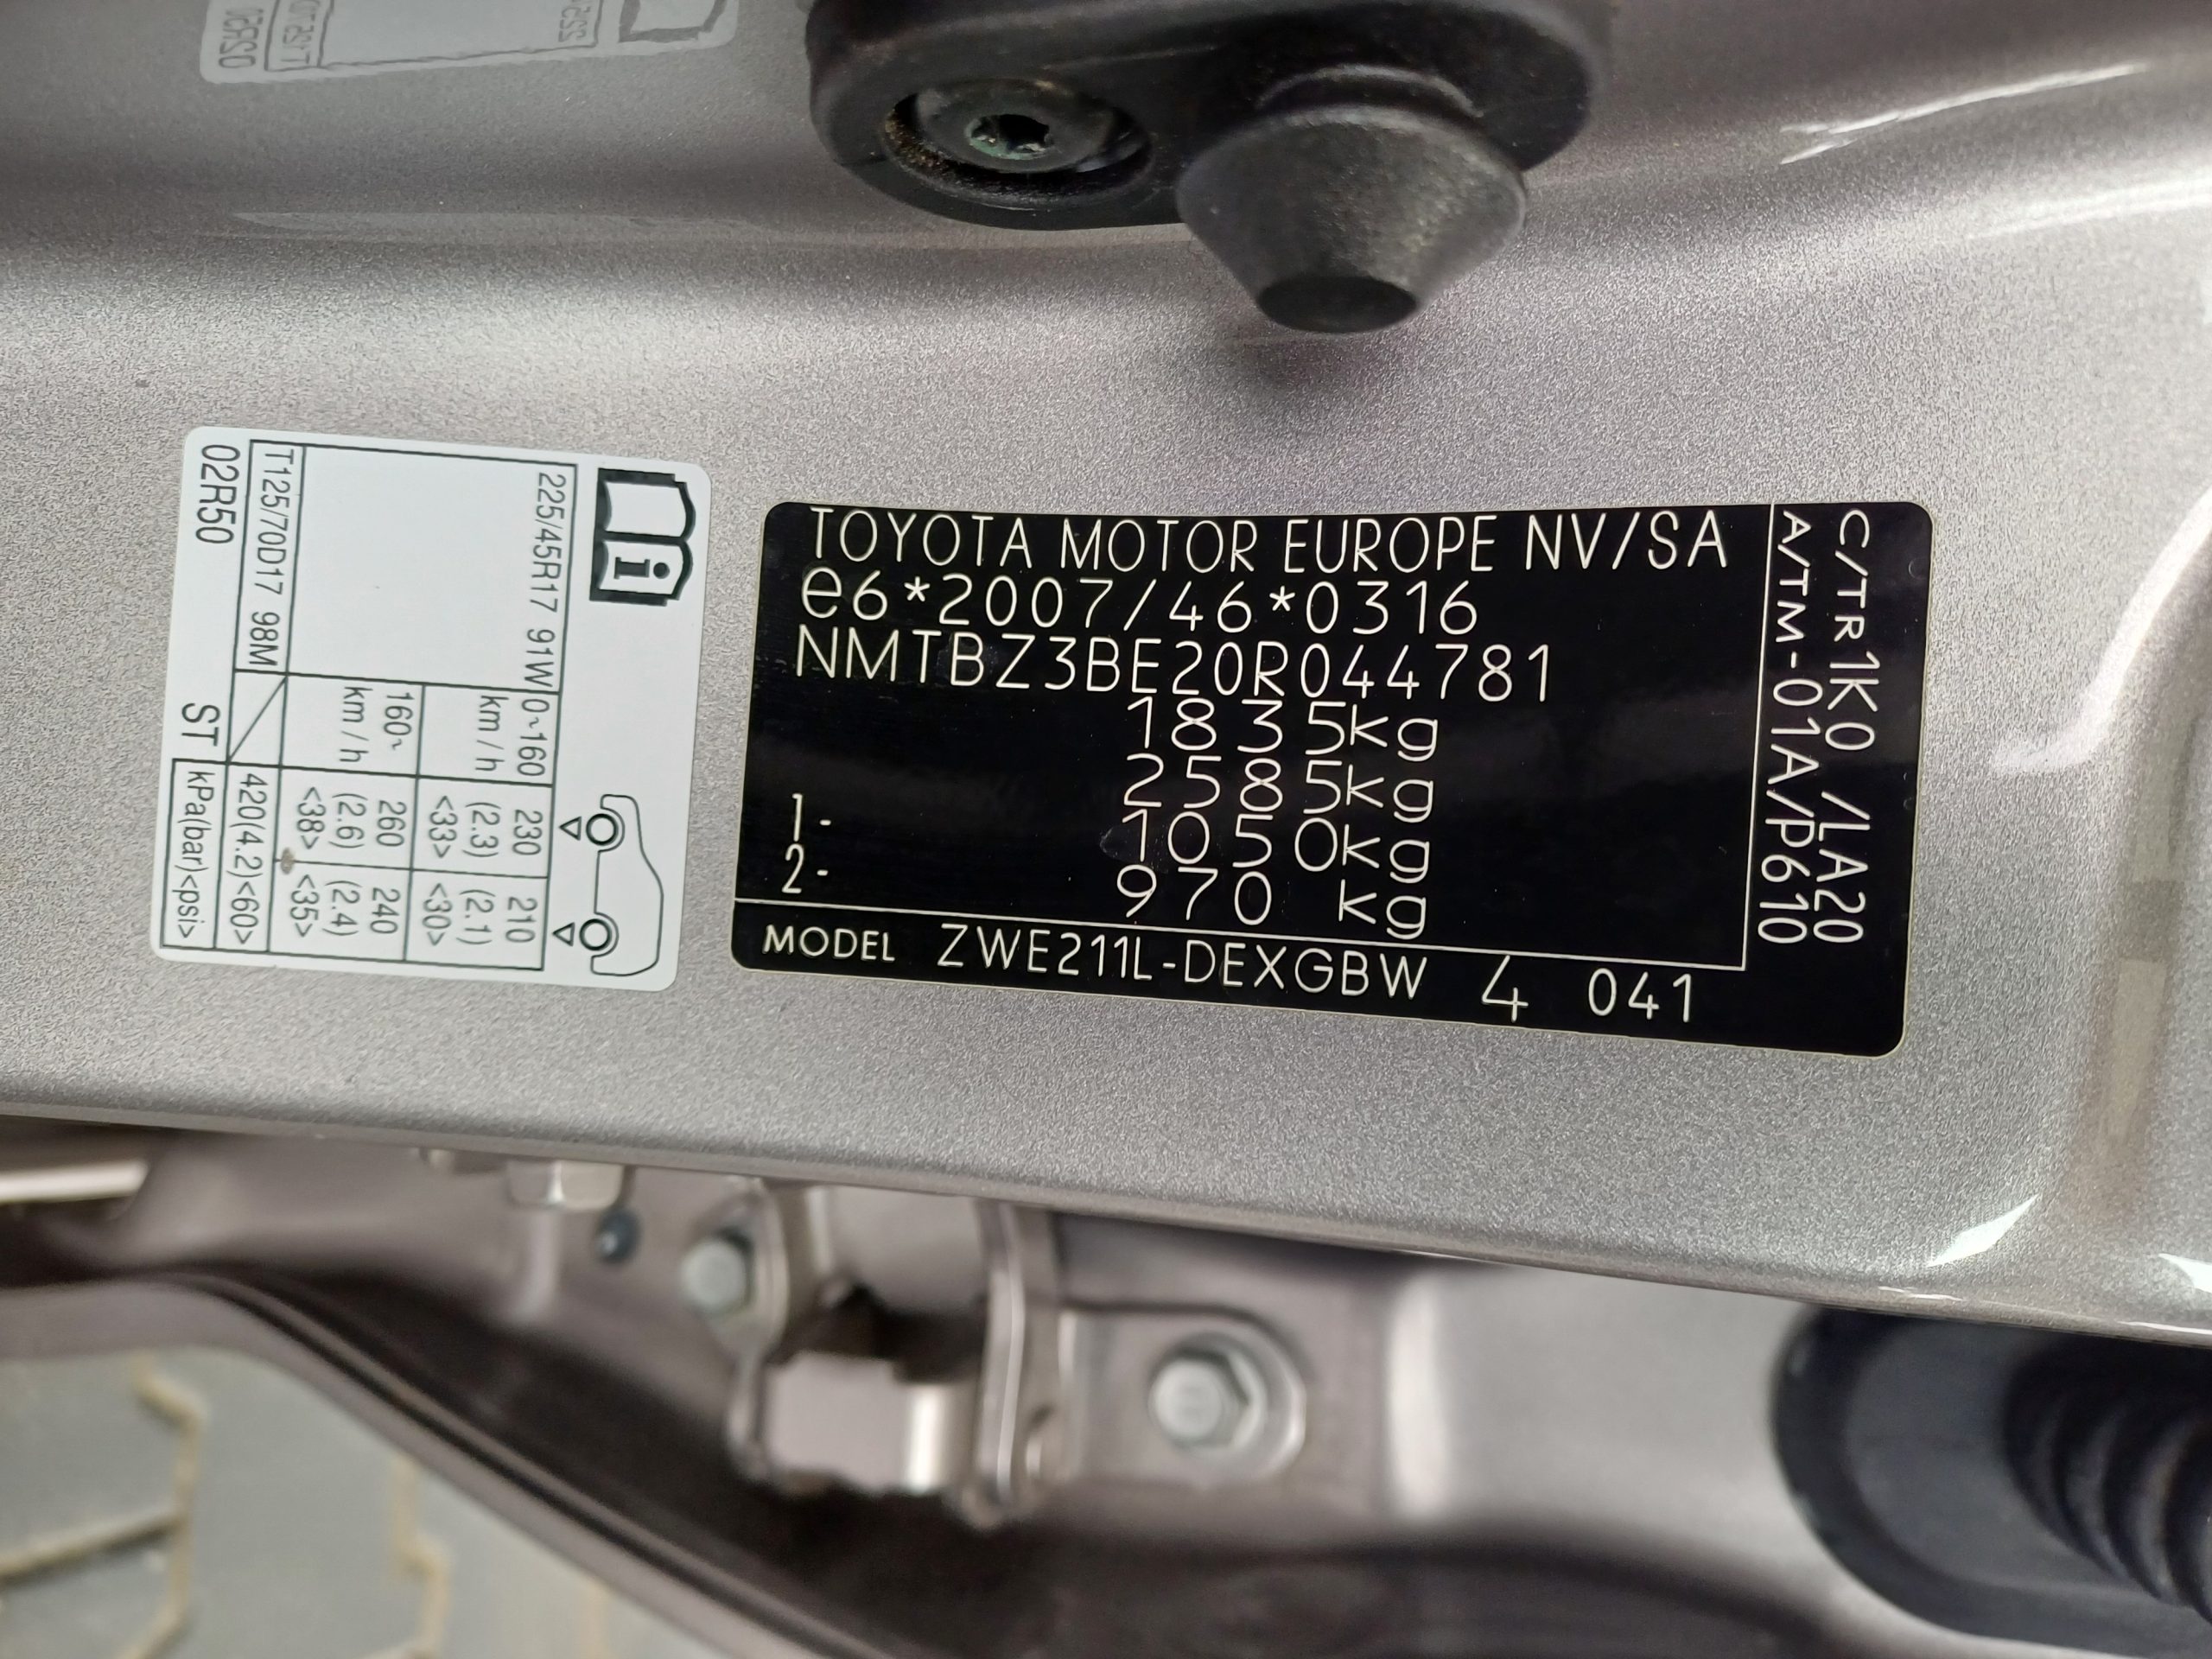 TOYOTA MOTOR EUROPE NV/SA
e6*2007/46*0316
NMTBZ3BE20R044781
1835kg
2585kg
1- 1050kg
2- 970 kg
MODEL ZWE211L-DEXGBW 4 041
C/TR 1K0 /LA20
A/TM-01A/P610
i
225/45R17 91W 0~160 km / h 230 (2.3) <33> 210 (2.1) <30>
160~ km / h 260 (2.6) <38> 240 (2.4) <35>
T125/70D17 98M 420(4.2)<60>
02R50 ST kPa(bar)<psi>